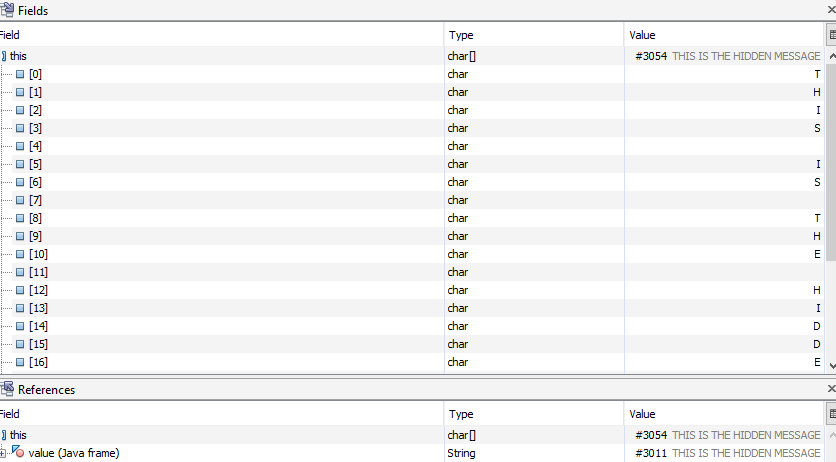 Fields
Field Type Value
this char[] #3054 THIS IS THE HIDDEN MESSAGE
[0] char T
[1] char H
[2] char I
[3] char S
[4] char
[5] char I
[6] char S
[7] char
[8] char T
[9] char H
[10] char E
[11] char
[12] char H
[13] char I
[14] char D
[15] char D
[16] char E
References
Field Type Value
this char[] #3054 THIS IS THE HIDDEN MESSAGE
value (Java frame) String #3011 THIS IS THE HIDDEN MESSAGE